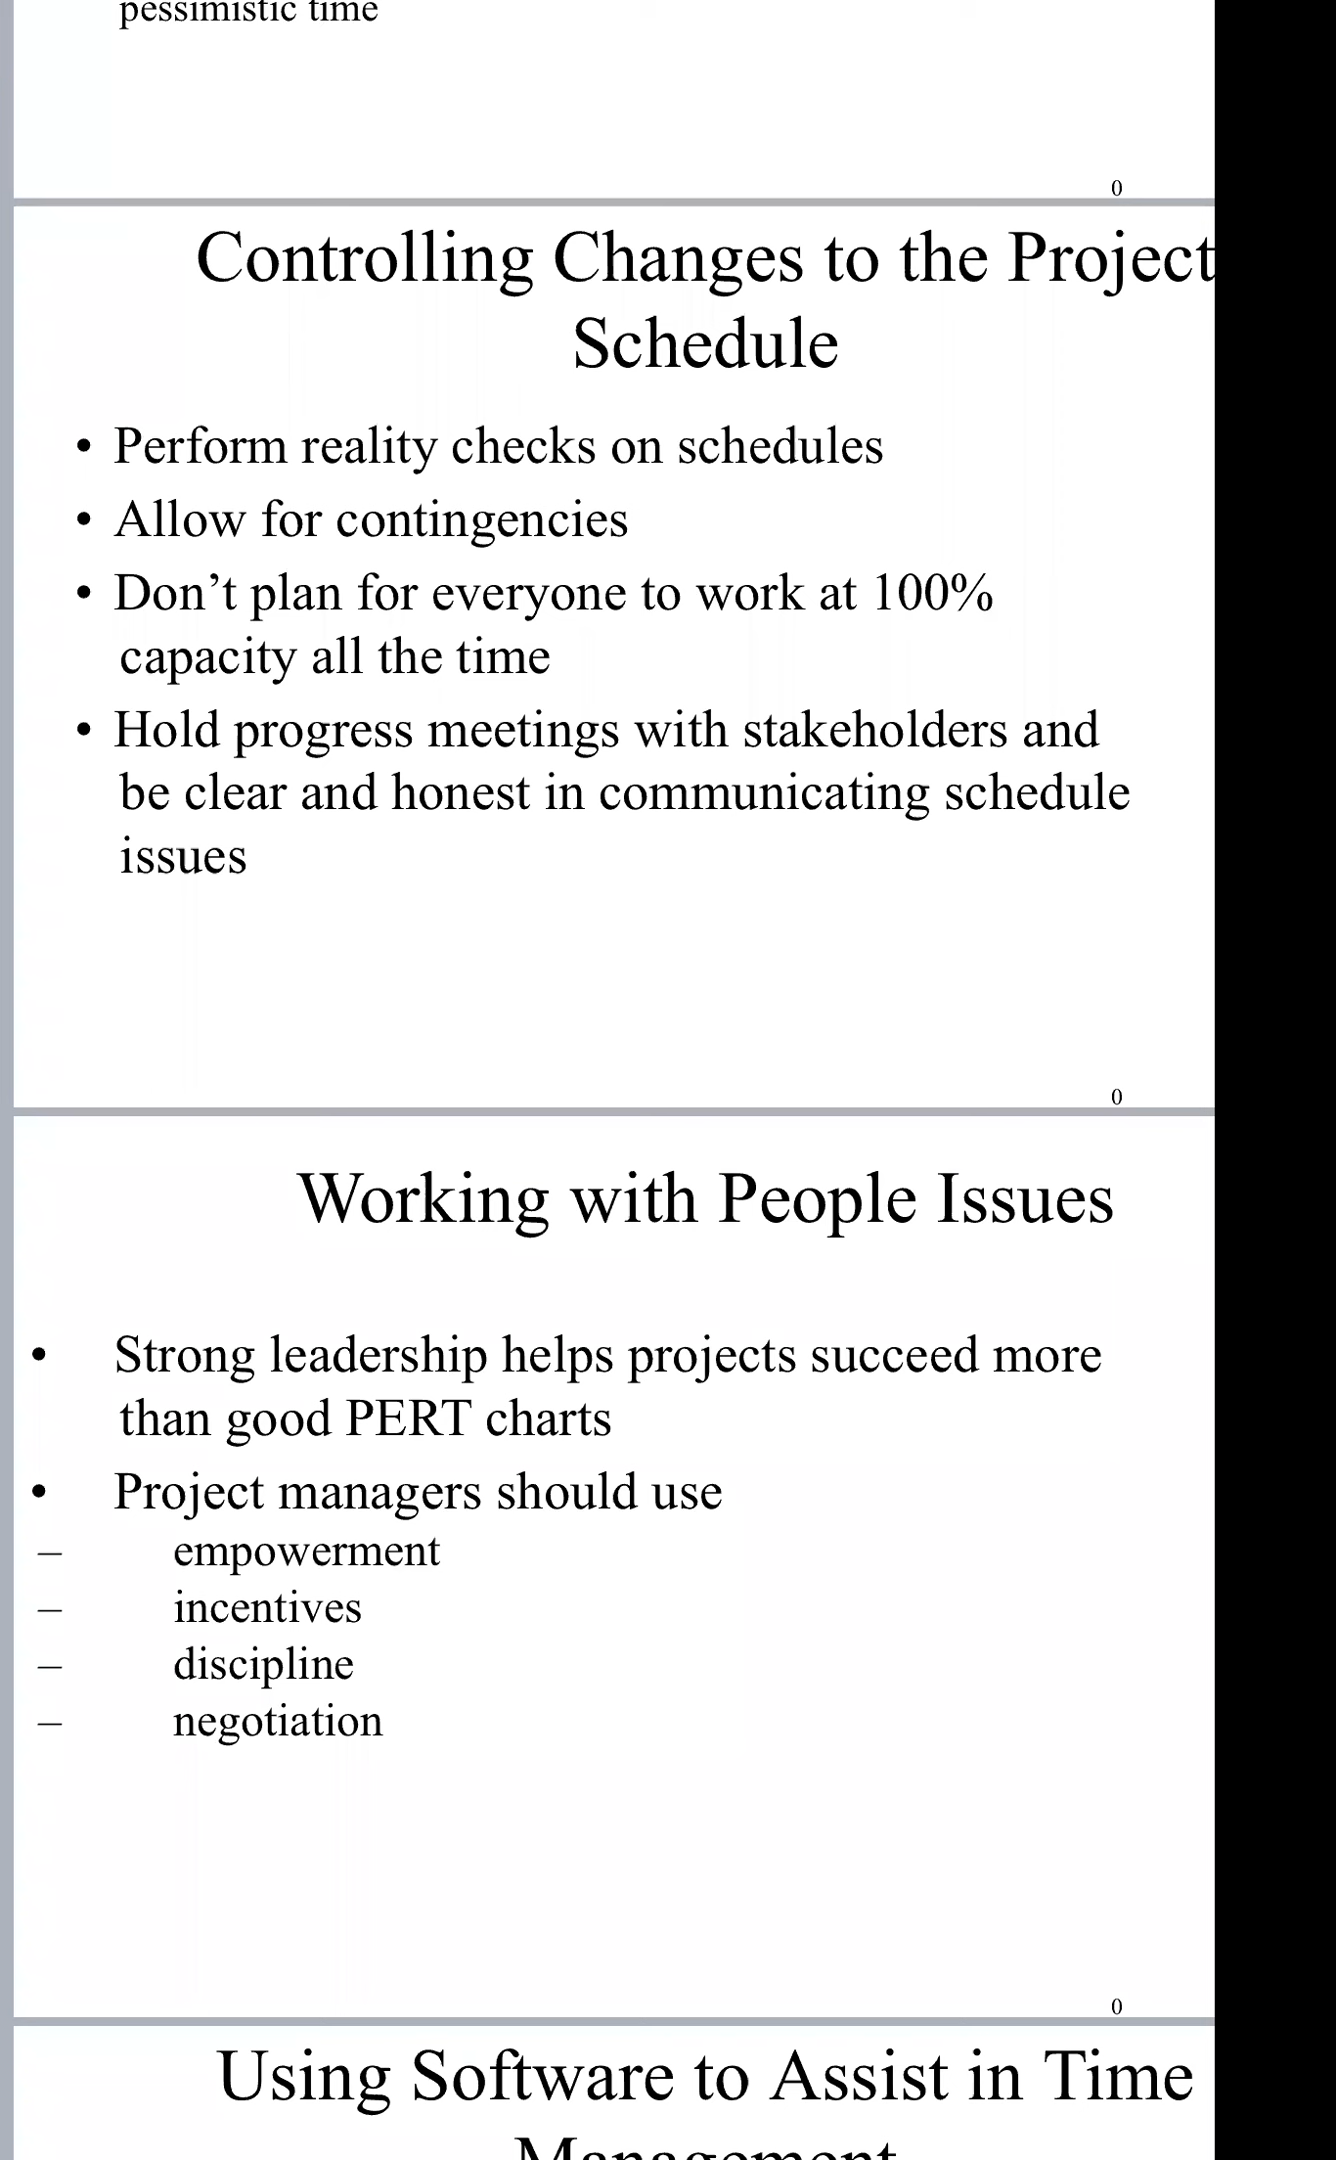 pessimistic time
0
Controlling Changes to the Project
Schedule
• Perform reality checks on schedules
• Allow for contingencies
• Don’t plan for everyone to work at 100%
capacity all the time
• Hold progress meetings with stakeholders and
be clear and honest in communicating schedule
issues
0
Working with People Issues
• Strong leadership helps projects succeed more
than good PERT charts
• Project managers should use
– empowerment
– incentives
– discipline
– negotiation
0
Using Software to Assist in Time
Management